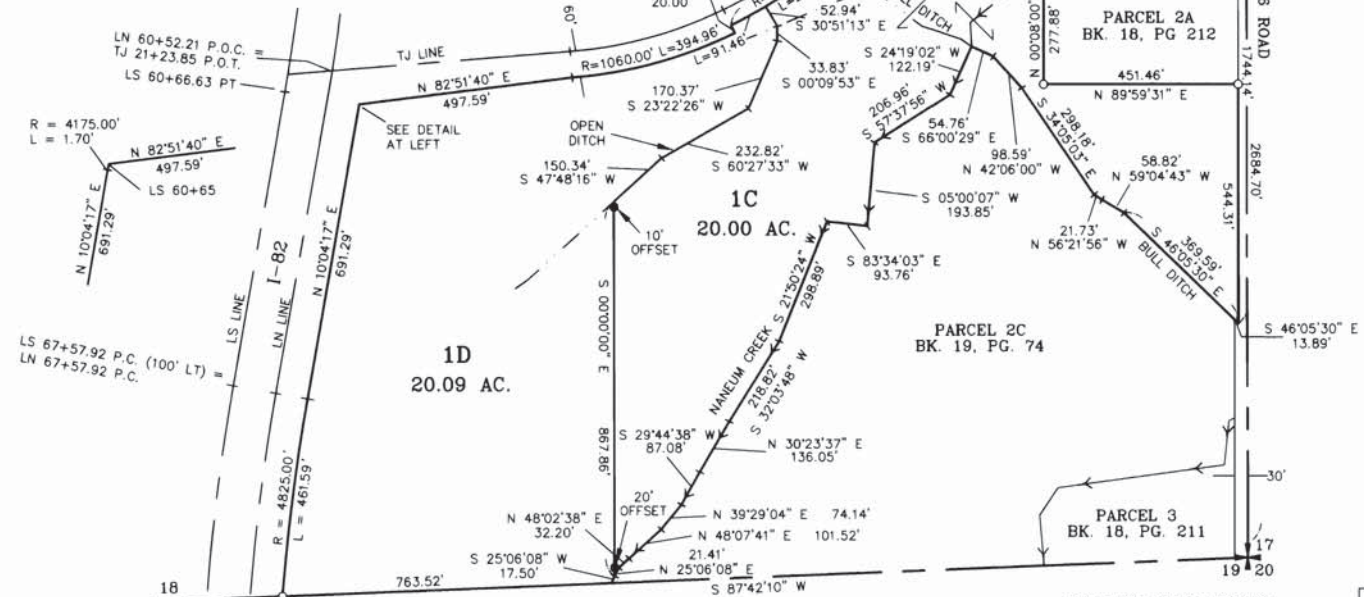 60'
20.00
52.94'
S 30°51'13" E
BULL DITCH
N 00°08'00"
277.88'
PARCEL 2A
BK. 18, PG 212
ROAD
1744.14'
LN 60+52.21 P.O.C. =
TJ 21+23.85 P.O.T.
LS 60+66.63 PT
TJ LINE
R=1060.00' L=394.96'
L=91.46'
N 82°51'40" E
497.59'
S 24°19'02" W
122.19'
33.83'
S 00°09'53" E
451.46'
N 89°59'31" E
170.37'
S 23°22'26" W
206.96'
S 57°37'56" W
54.76'
S 66°00'29" E
SEE DETAIL
AT LEFT
OPEN
DITCH
R = 4175.00'
L = 1.70'
N 82°51'40" E
497.59'
LS 60+65
N 10°04'17" E
691.29'
98.59'
N 42°06'00" W
298.18'
S 34°05'03" E
58.82'
N 59°04'43" W
2684.70'
544.31'
232.82'
S 60°27'33" W
150.34'
S 47°48'16" W
1C
20.00 AC.
S 05°00'07" W
193.85'
10'
OFFSET
S 83°34'03" E
93.76'
21.73'
N 56°21'56" W
369.59'
S 46°05'30" E
BULL DITCH
I-82
N 10°04'17" E
691.29'
LS LINE
LN LINE
S 00°00'00" E
867.86'
S 21°50'24" W
298.89'
NANEUM CREEK
PARCEL 2C
BK. 19, PG. 74
S 46°05'30" E
13.89'
LS 67+57.92 P.C. (100' LT) =
LN 67+57.92 P.C.
1D
20.09 AC.
218.82'
S 32°03'48" W
S 29°44'38" W
87.08'
N 30°23'37" E
136.05'
30'
R = 4825.00'
L = 461.59'
20'
OFFSET
N 48°02'38" E
32.20'
N 39°29'04" E 74.14'
N 48°07'41" E 101.52'
PARCEL 3
BK. 18, PG. 211
S 25°06'08" W
17.50'
21.41'
N 25°06'08" E
763.52'
S 87°42'10" W
18
17
19
20